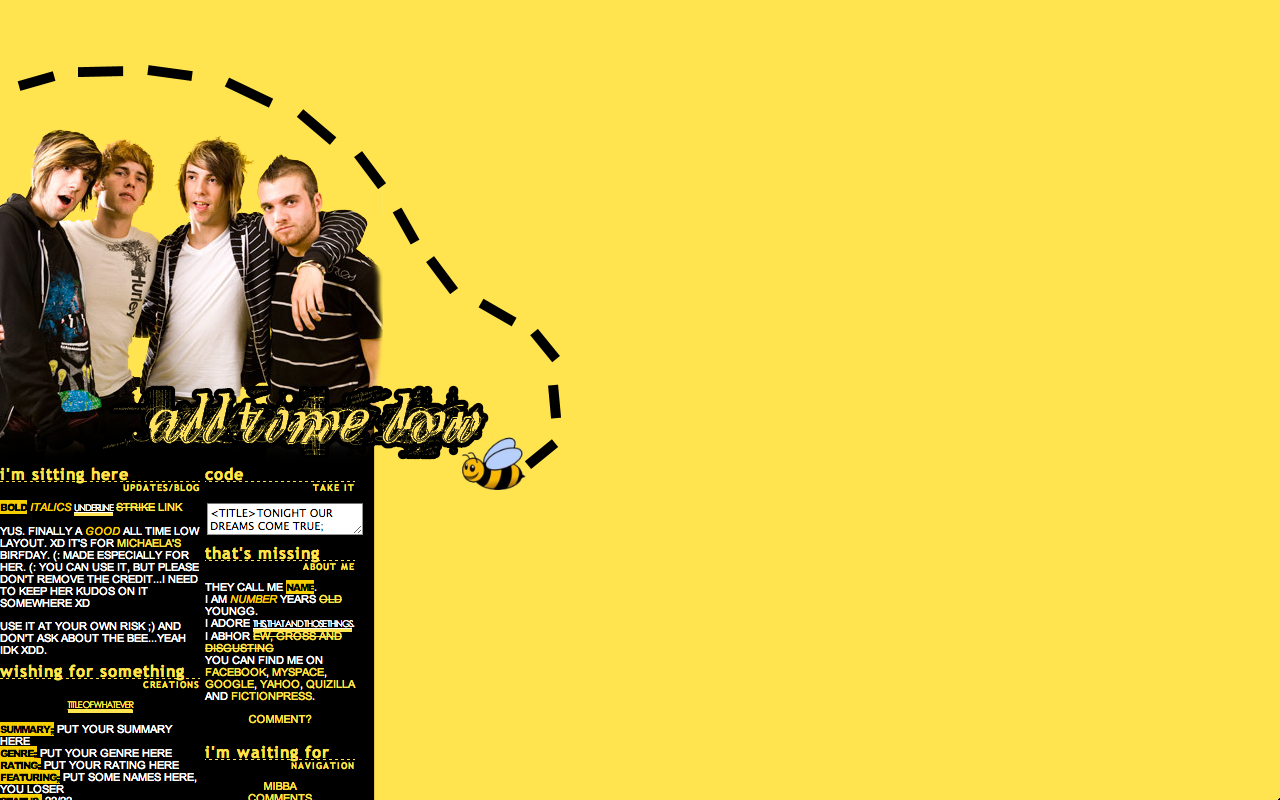 Hurley
all time low
i'm sitting here
UPDATES/BLOG
BOLD ITALICS UNDERLINE STRIKE LINK
YUS. FINALLY A GOOD ALL TIME LOW
LAYOUT. XD IT'S FOR MICHAELA'S
BIRFDAY. (: MADE ESPECIALLY FOR
HER. (: YOU CAN USE IT, BUT PLEASE
DON'T REMOVE THE CREDIT...I NEED
TO KEEP HER KUDOS ON IT
SOMEWHERE XD
USE IT AT YOUR OWN RISK ;) AND
DON'T ASK ABOUT THE BEE...YEAH
IDK XDD.
wishing for something
CREATIONS
TITLE OF WHATEVER
SUMMARY: PUT YOUR SUMMARY
HERE
GENRE: PUT YOUR GENRE HERE
RATING: PUT YOUR RATING HERE
FEATURING: PUT SOME NAMES HERE,
YOU LOSER
code
TAKE IT
<TITLE>TONIGHT OUR
DREAMS COME TRUE;
that's missing
ABOUT ME
THEY CALL ME NAME.
I AM NUMBER YEARS OLD
YOUNGG.
I ADORE THIS, THAT AND THOSE THINGS.
I ABHOR EW, GROSS AND
DISGUSTING
YOU CAN FIND ME ON
FACEBOOK, MYSPACE,
GOOGLE, YAHOO, QUIZILLA
AND FICTIONPRESS.
COMMENT?
i'm waiting for
NAVIGATION
MIBBA
COMMENTS